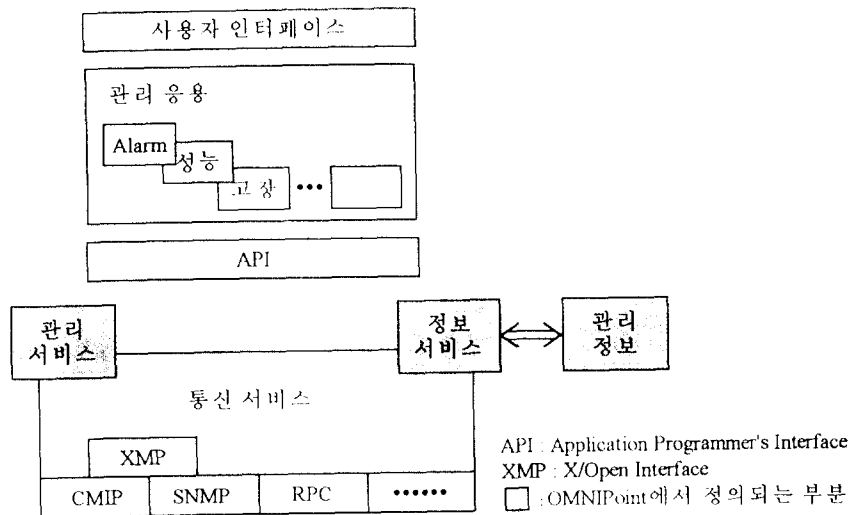 사용자 인터페이스
관리 응용
Alarm
성능
고장
•••
API
관리
서비스
정보
서비스
관리
정보
통신 서비스
XMP
CMIP
SNMP
RPC
••••••
API : Application Programmer's Interface
XMP : X/Open Interface
: OMNIPoint에서 정의되는 부분